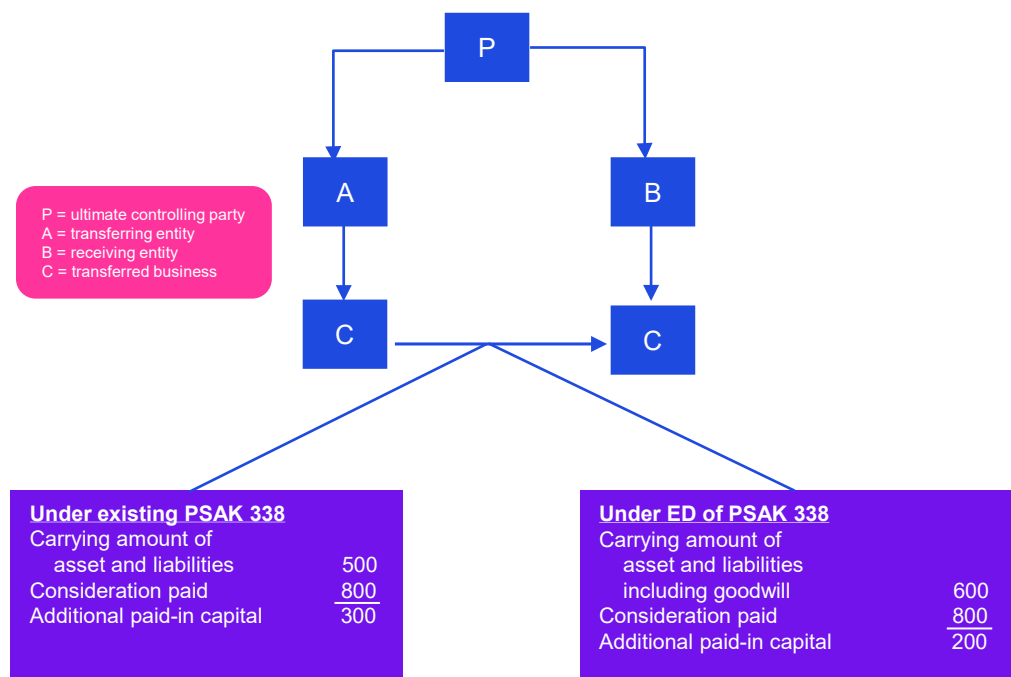 P
A
B
P = ultimate controlling party
A = transferring entity
B = receiving entity
C = transferred business
C
C
Under existing PSAK 338
Carrying amount of
asset and liabilities 500
Consideration paid 800
Additional paid-in capital 300
Under ED of PSAK 338
Carrying amount of
asset and liabilities
including goodwill 600
Consideration paid 800
Additional paid-in capital 200